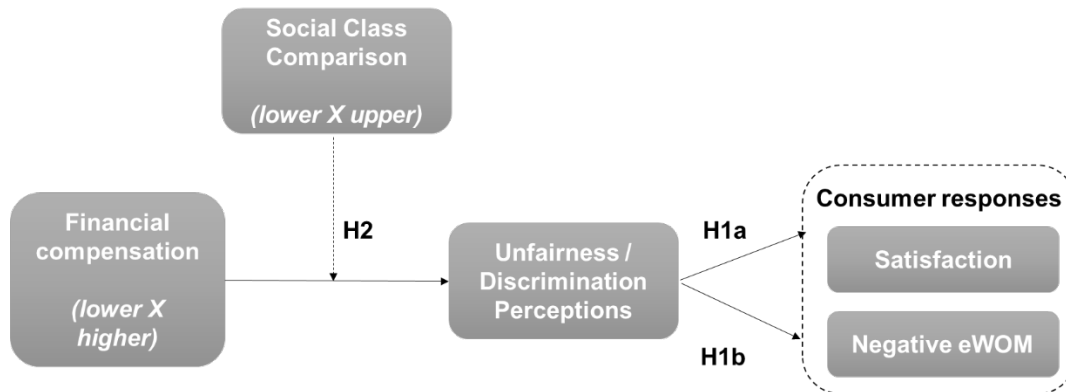 Social Class
Comparison
(lower X upper)
Financial
compensation
(lower X
higher)
H2
Unfairness /
Discrimination
Perceptions
H1a
H1b
Consumer responses
Satisfaction
Negative eWOM